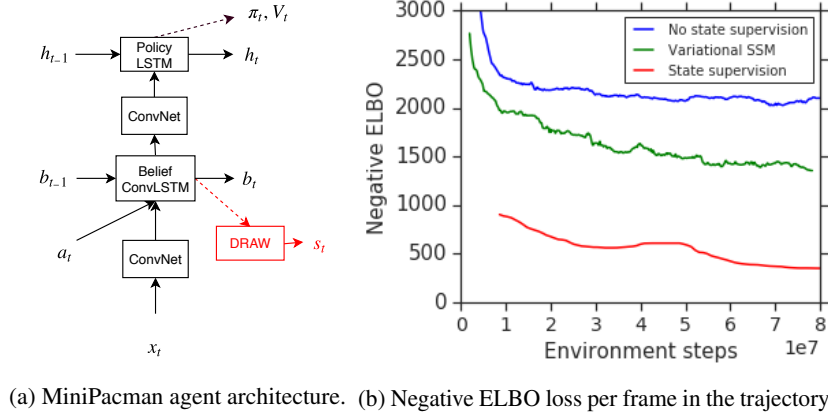 π_t, V_t
h_{t−1}
Policy
LSTM
h_t
ConvNet
b_{t−1}
Belief
ConvLSTM
b_t
a_t
DRAW
s_t
ConvNet
x_t
(a) MiniPacman agent architecture.
3000
2500
2000
1500
1000
500
0
Negative ELBO
No state supervision
Variational SSM
State supervision
0 1 2 3 4 5 6 7 8
Environment steps
1e7
(b) Negative ELBO loss per frame in the trajectory